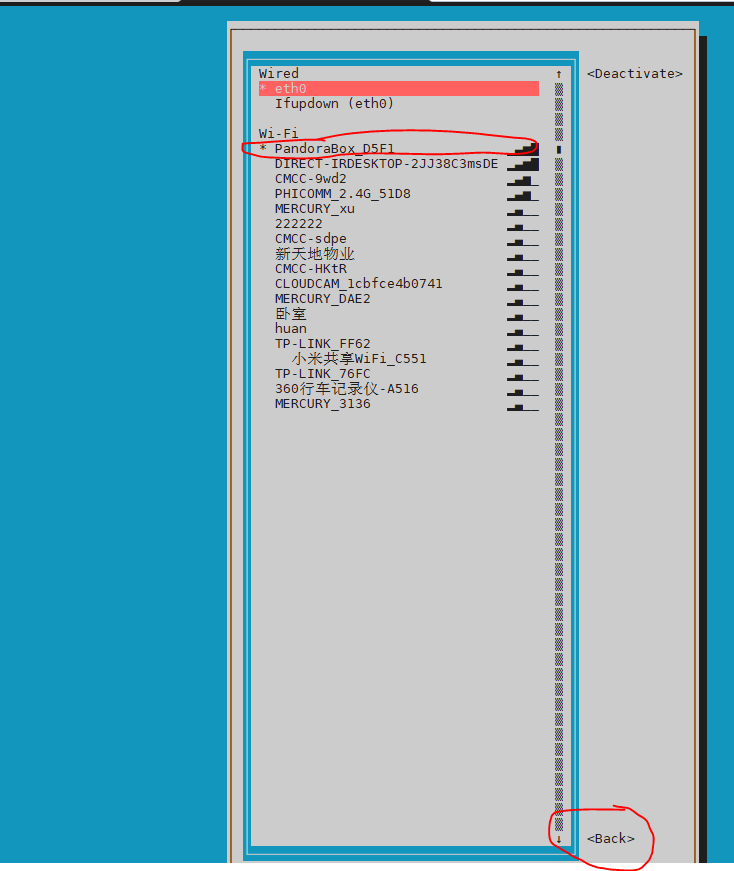 Wired
<Deactivate>
* eth0
Ifupdown (eth0)
Wi-Fi
* PandoraBox_D5F1
DIRECT-IRDESKTOP-2JJ38C3msDE
CMCC-9wd2
PHICOMM_2.4G_51D8
MERCURY_xu
222222
CMCC-sdpe
新天地物业
CMCC-HKtR
CLOUDCAM_1cbfce4b0741
MERCURY_DAE2
卧室
huan
TP-LINK_FF62
小米共享WiFi_C551
TP-LINK_76FC
360行车记录仪-A516
MERCURY_3136
<Back>